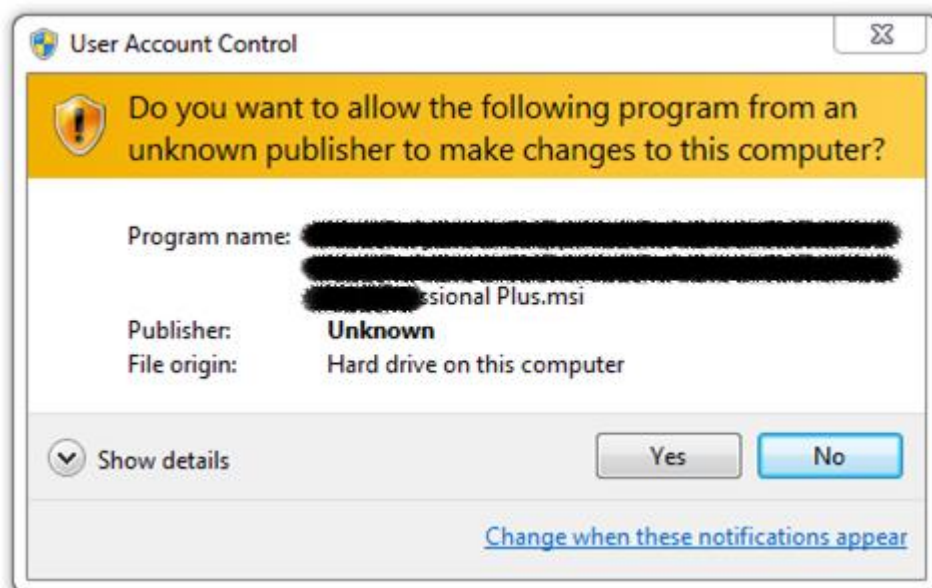 User Account Control
Do you want to allow the following program from an
unknown publisher to make changes to this computer?
Program name:
ssional Plus.msi
Publisher: Unknown
File origin: Hard drive on this computer
Show details
Yes
No
Change when these notifications appear